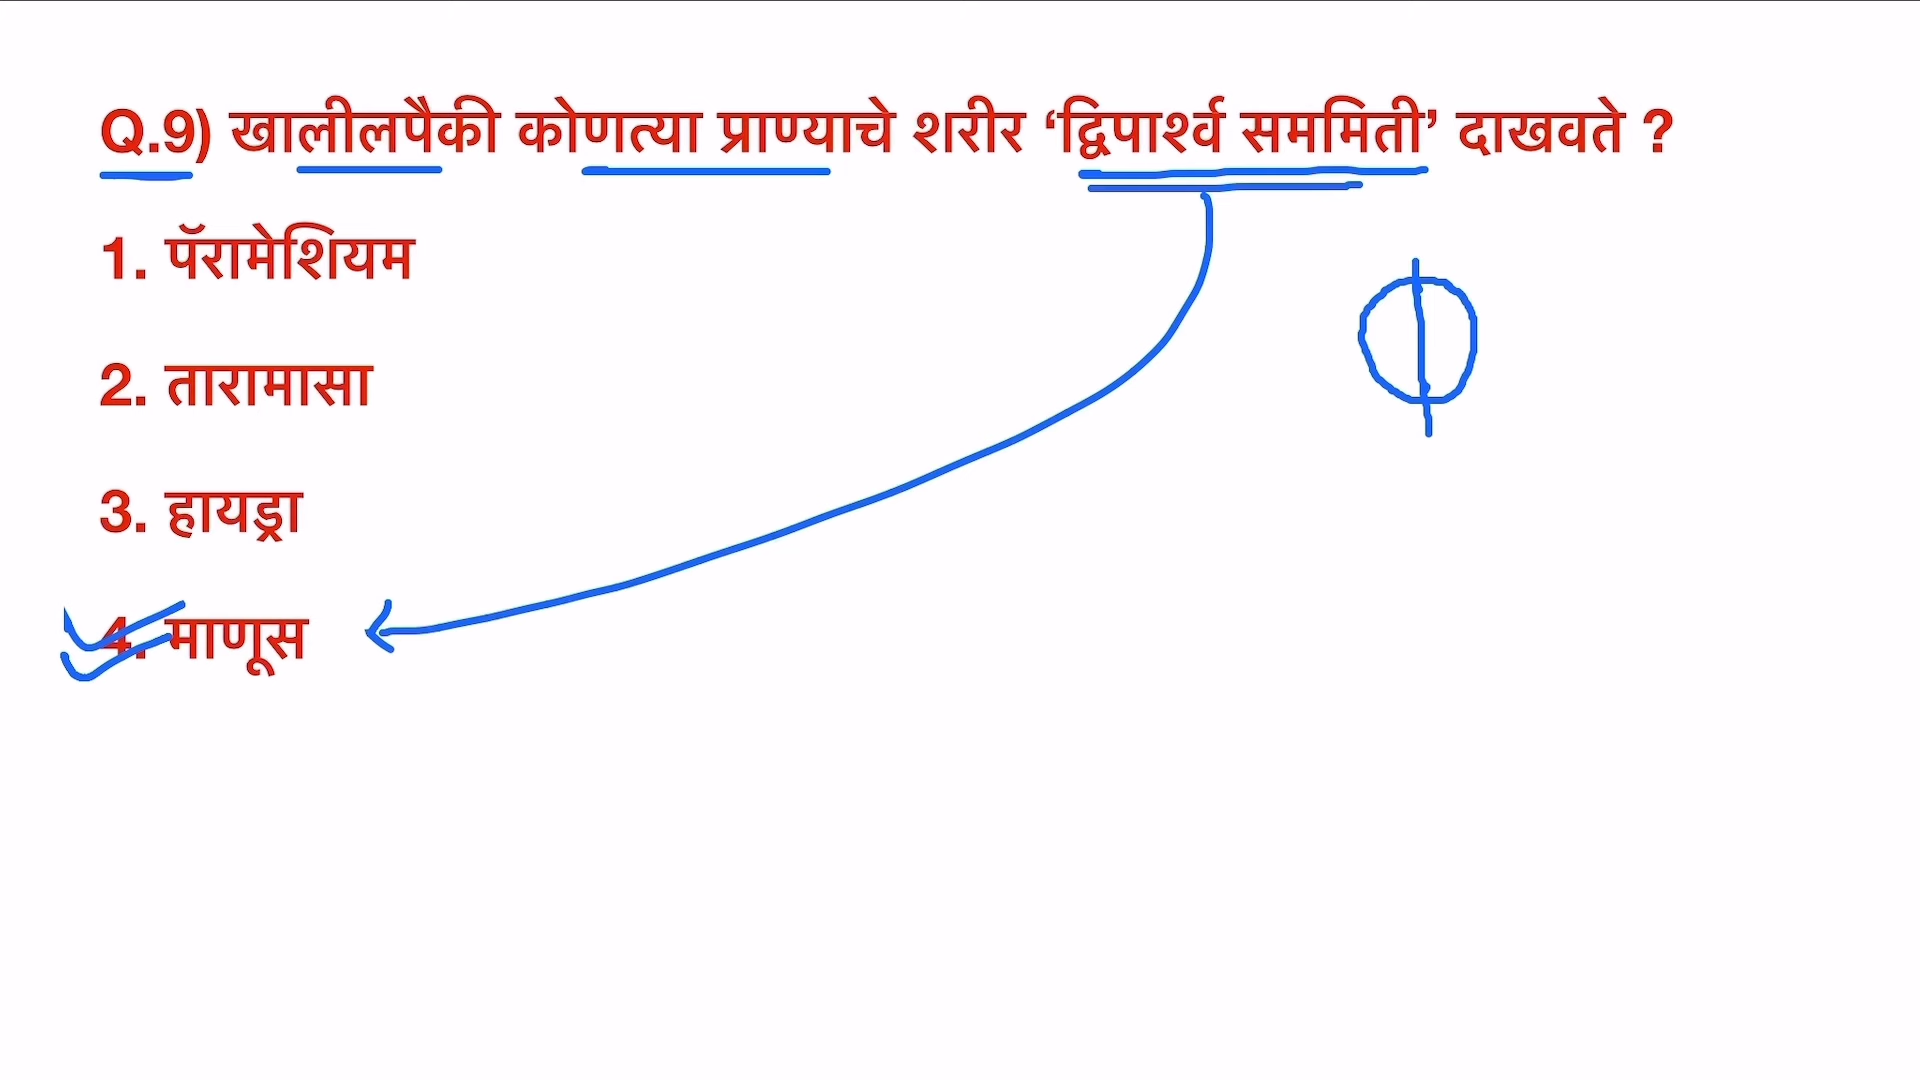 Q.9) खालीलपैकी कोणत्या प्राण्याचे शरीर ‘द्विपार्श्व सममिती’ दाखवते ?
1. पॅरामेशियम
2. तारामासा
3. हायड्रा
4. माणूस